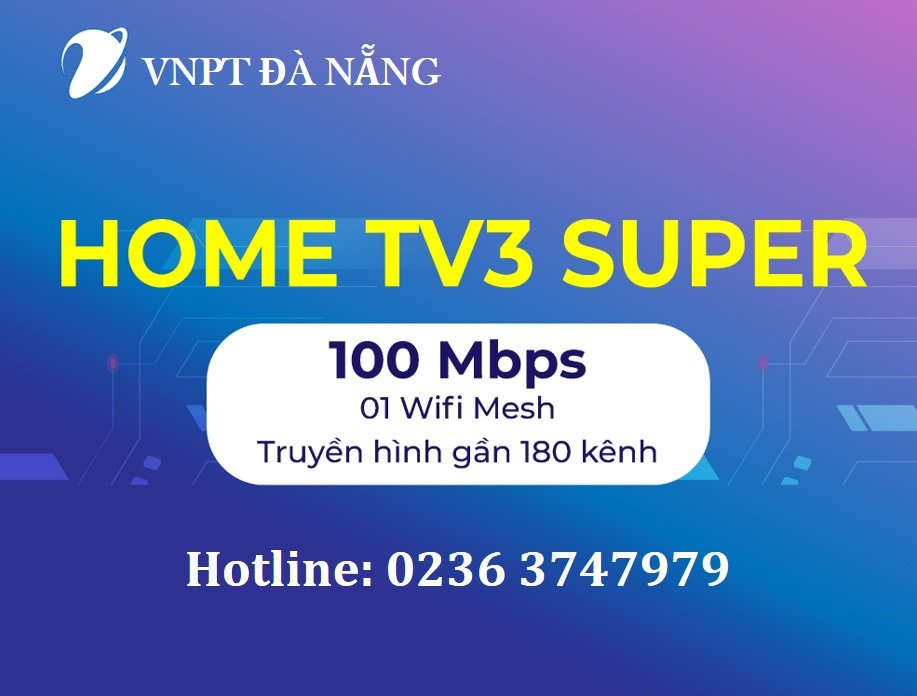 VNPT ĐÀ NẴNG
HOME TV3 SUPER
100 Mbps
01 Wifi Mesh
Truyền hình gần 180 kênh
Hotline: 0236 3747979